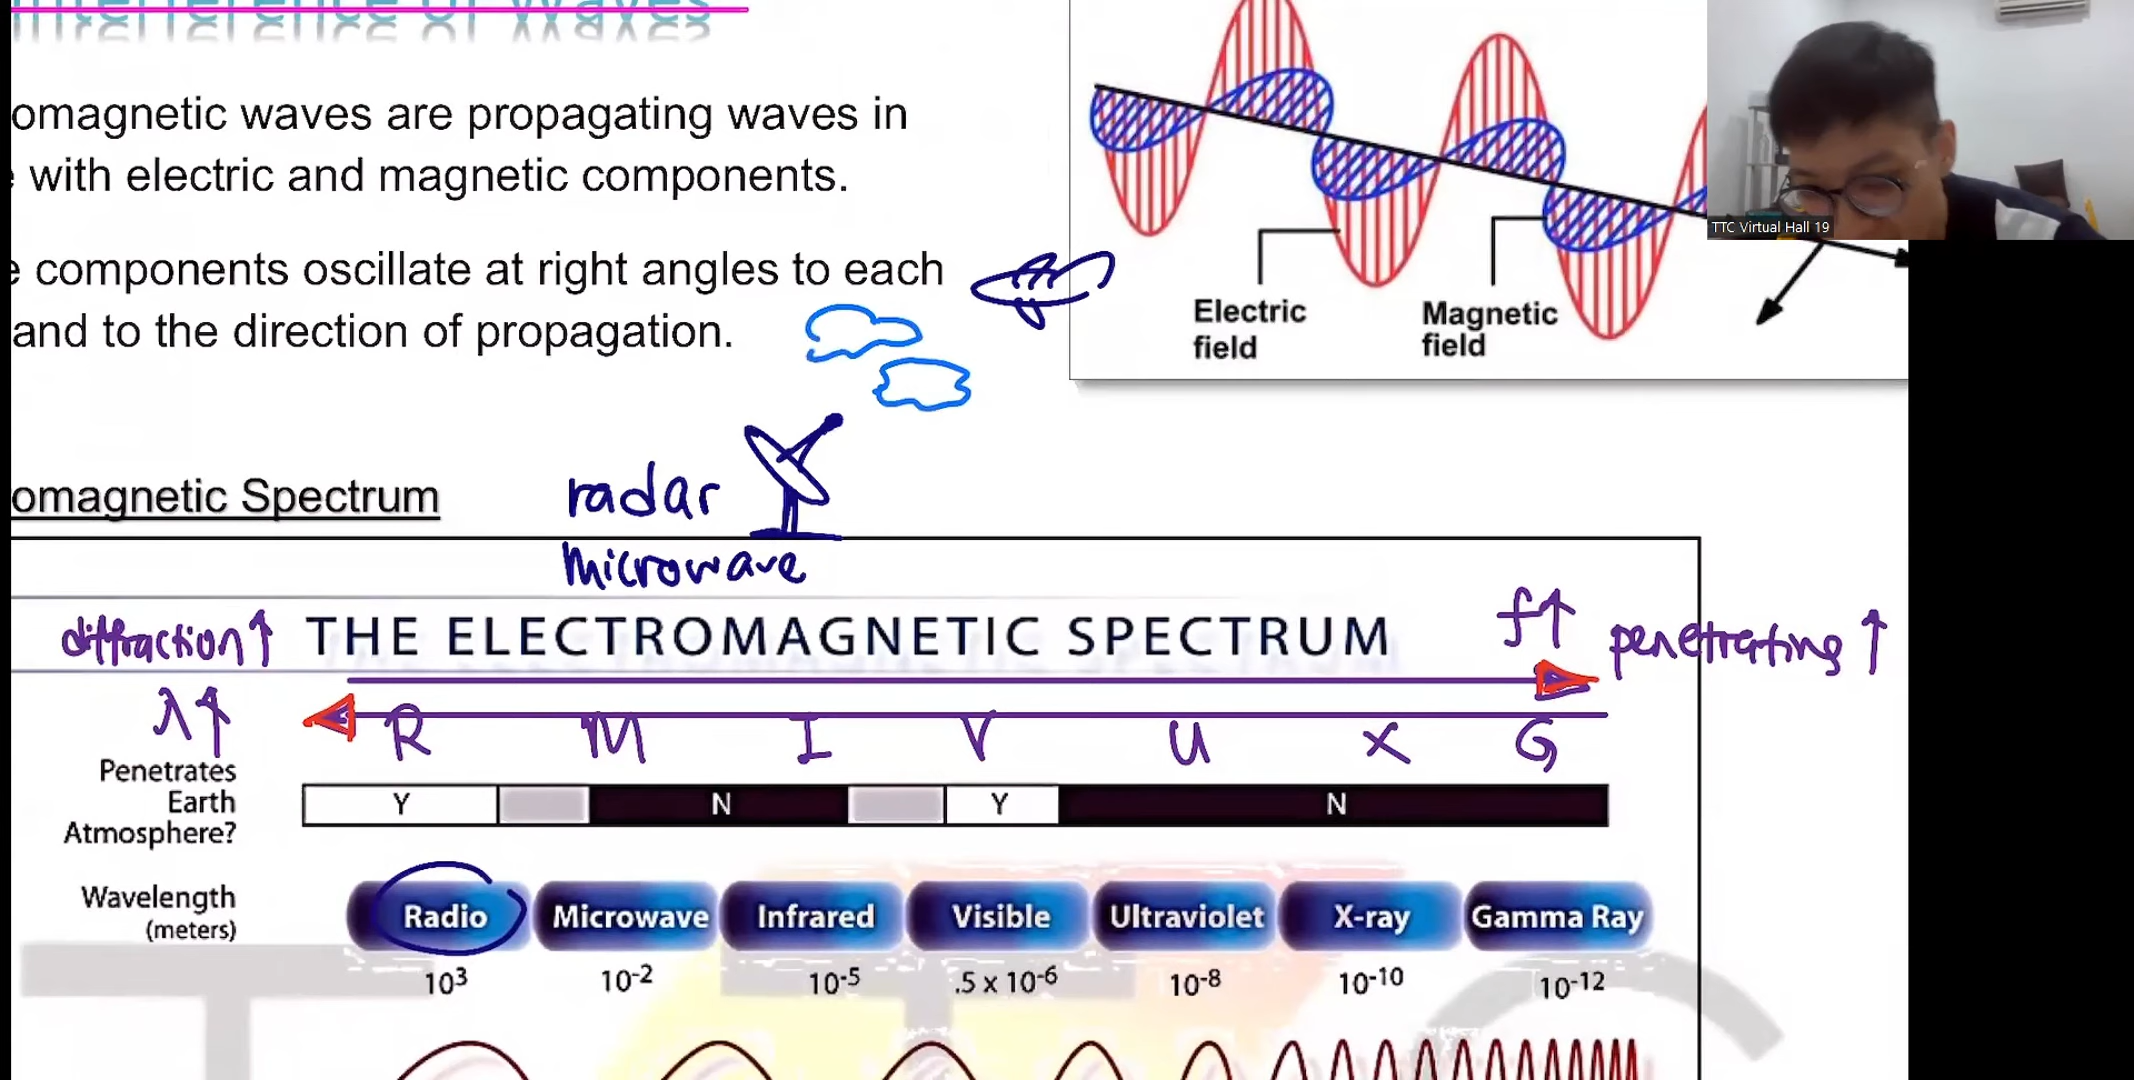 Interference of Waves
omagnetic waves are propagating waves in
with electric and magnetic components.
components oscillate at right angles to each
and to the direction of propagation.
Electric
field
Magnetic
field
TTC Virtual Hall 19
omagnetic Spectrum
radar
microwave
diffraction↑
THE ELECTROMAGNETIC SPECTRUM
f↑
penetrating ↑
λ↑
R M I V U X G
Penetrates
Earth
Atmosphere?
Y N Y N
Wavelength
(meters)
Radio Microwave Infrared Visible Ultraviolet X-ray Gamma Ray
10³ 10⁻² 10⁻⁵ .5 x 10⁻⁶ 10⁻⁸ 10⁻¹⁰ 10⁻¹²